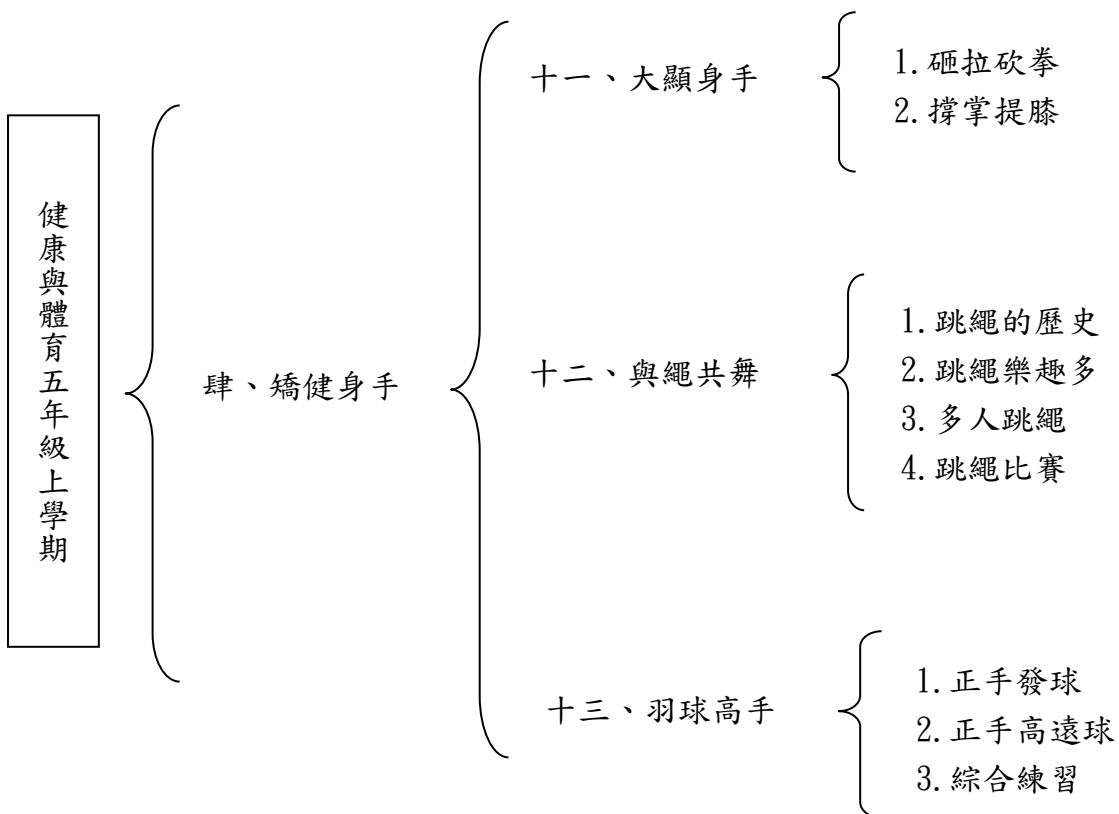 健康與體育五年級上學期
肆、矯健身手
十一、大顯身手
1.砸拉砍拳
2.撐掌提膝
十二、與繩共舞
1.跳繩的歷史
2.跳繩樂趣多
3.多人跳繩
4.跳繩比賽
十三、羽球高手
1.正手發球
2.正手高遠球
3.綜合練習